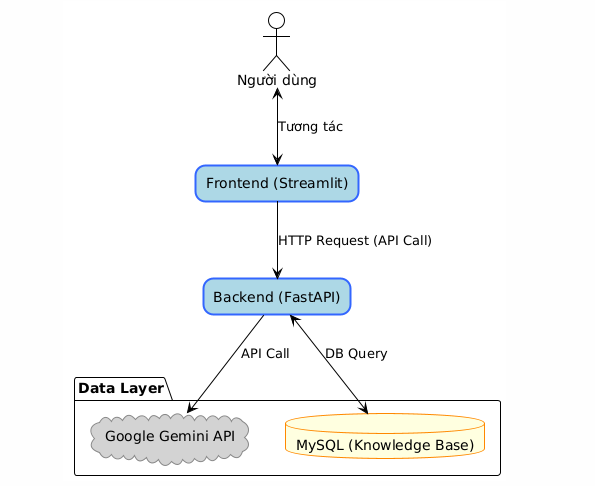 Người dùng
Tương tác
Frontend (Streamlit)
HTTP Request (API Call)
Backend (FastAPI)
API Call
DB Query
Data Layer
Google Gemini API
MySQL (Knowledge Base)